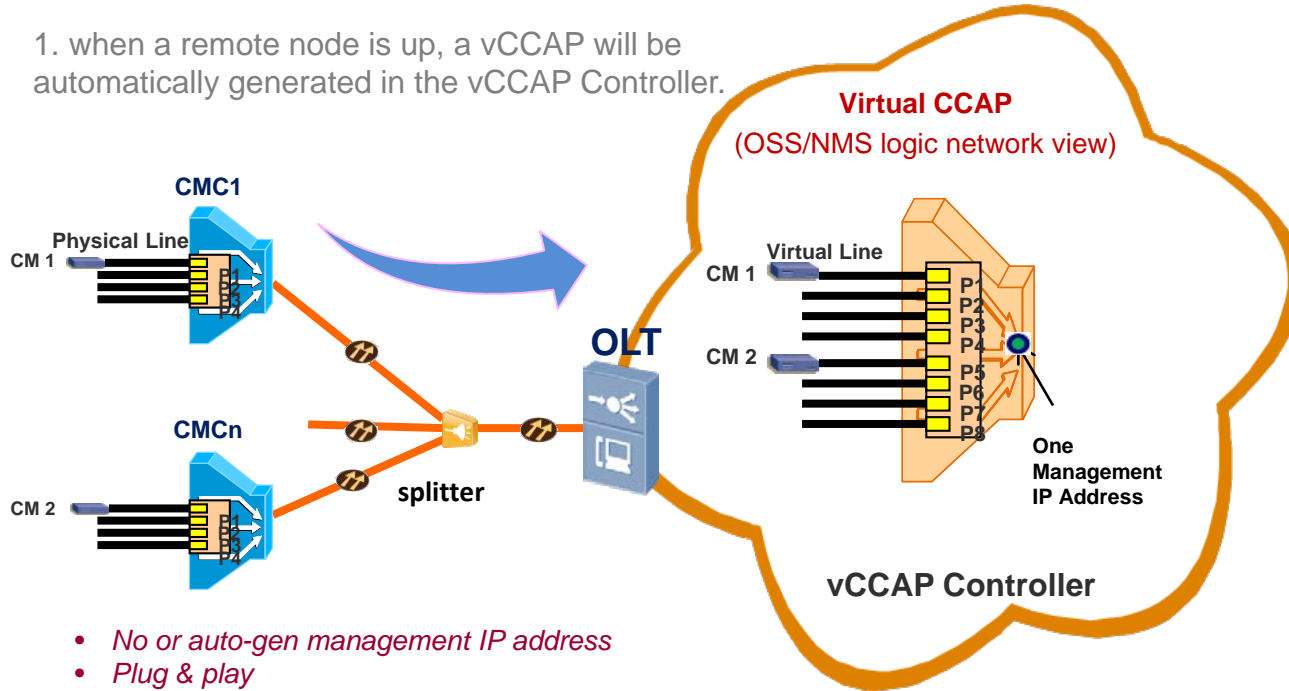 1. when a remote node is up, a vCCAP will be
automatically generated in the vCCAP Controller.
Virtual CCAP
(OSS/NMS logic network view)
CMC1
Physical Line
CM 1
P1
P2
P3
P4
CMCn
CM 2
P1
P2
P3
P4
splitter
OLT
Virtual Line
CM 1
P1
P2
P3
P4
CM 2
P5
P6
P7
P8
One
Management
IP Address
vCCAP Controller
• No or auto-gen management IP address
• Plug & play